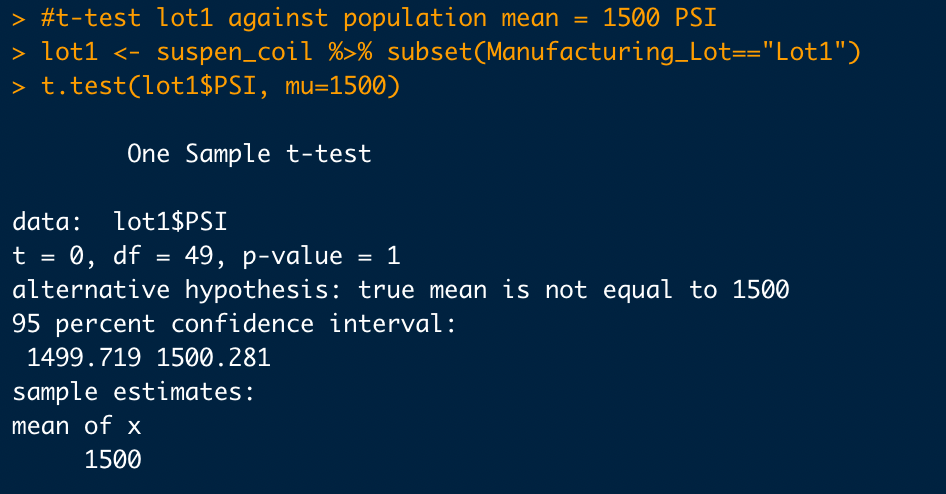 > #t-test lot1 against population mean = 1500 PSI
> lot1 <- suspen_coil %>% subset(Manufacturing_Lot=="Lot1")
> t.test(lot1$PSI, mu=1500)
One Sample t-test
data:  lot1$PSI
t = 0, df = 49, p-value = 1
alternative hypothesis: true mean is not equal to 1500
95 percent confidence interval:
 1499.719 1500.281
sample estimates:
mean of x
     1500